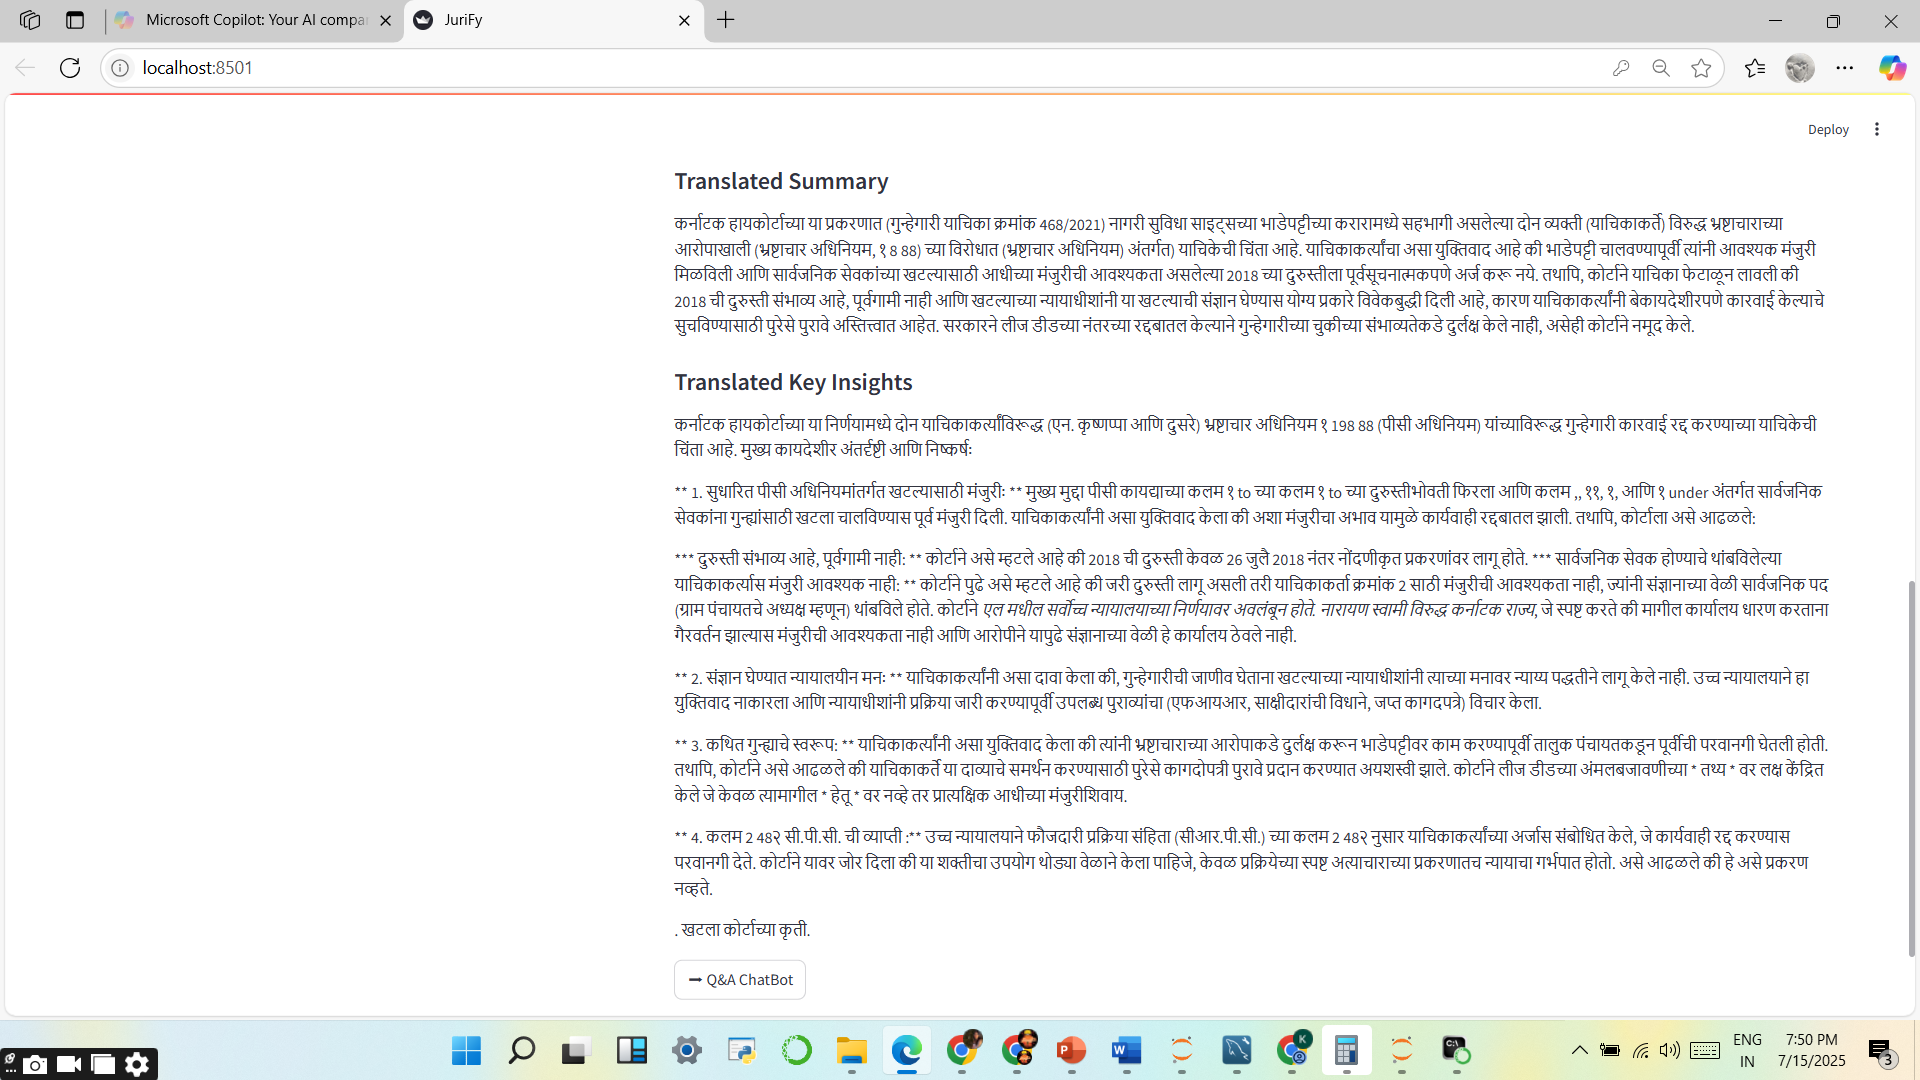 Microsoft Copilot: Your AI compa
JuriFy
localhost:8501
Deploy
Translated Summary
कर्नाटक हायकोर्टाच्या या प्रकरणात (गुन्हेगारी याचिका क्रमांक 468/2021) नागरी सुविधा साइट्सच्या भाडेपट्टीच्या करारामध्ये सहभागी असलेल्या दोन व्यक्ती (याचिकाकर्ते) विरुद्ध भ्रष्टाचाराच्या
आरोपाखाली (भ्रष्टाचार अधिनियम, १ 8 88) च्या विरोधात (भ्रष्टाचार अधिनियम) अंतर्गत) याचिकेची चिंता आहे. याचिकाकर्त्यांचा असा युक्तिवाद आहे की भाडेपट्टी चालवण्यापूर्वी त्यांनी आवश्यक मंजुरी
मिळविली आणि सार्वजनिक सेवकांच्या खटल्यासाठी आधीच्या मंजुरीची आवश्यकता असलेल्या 2018 च्या दुरुस्तीला पूर्वसूचनात्मकपणे अर्ज करू नये. तथापि, कोर्टाने याचिका फेटाळून लावली की
2018 ची दुरुस्ती संभाव्य आहे, पूर्वगामी नाही आणि खटल्याच्या न्यायाधीशांनी या खटल्याची संज्ञान घेण्यास योग्य प्रकारे विवेकबुद्धी दिली आहे, कारण याचिकाकर्त्यांनी बेकायदेशीरपणे कारवाई केल्याचे
सुचविण्यासाठी पुरेसे पुरावे अस्तित्त्वात आहेत. सरकारने लीज डीडच्या नंतरच्या रद्दबातल केल्याने गुन्हेगारीच्या चुकीच्या संभाव्यतेकडे दुर्लक्ष केले नाही, असेही कोर्टाने नमूद केले.
Translated Key Insights
कर्नाटक हायकोर्टाच्या या निर्णयामध्ये दोन याचिकाकर्त्यांविरूद्ध (एन. कृष्णप्पा आणि दुसरे) भ्रष्टाचार अधिनियम १ 198 88 (पीसी अधिनियम) यांच्याविरूद्ध गुन्हेगारी कारवाई रद्द करण्याच्या याचिकेची
चिंता आहे. मुख्य कायदेशीर अंतर्दृष्टी आणि निष्कर्षः
** 1. सुधारित पीसी अधिनियमांतर्गत खटल्यासाठी मंजुरीः ** मुख्य मुद्दा पीसी कायद्याच्या कलम १ to च्या कलम १ to च्या दुरुस्तीभोवती फिरला आणि कलम ,, ११, १, आणि १ under अंतर्गत सार्वजनिक
सेवकांना गुन्ह्यांसाठी खटला चालविण्यास पूर्व मंजुरी दिली. याचिकाकर्त्यांनी असा युक्तिवाद केला की अशा मंजुरीचा अभाव यामुळे कार्यवाही रद्दबातल झाली. तथापि, कोर्टाला असे आढळले:
*** दुरुस्ती संभाव्य आहे, पूर्वगामी नाही: ** कोर्टाने असे म्हटले आहे की 2018 ची दुरुस्ती केवळ 26 जुलै 2018 नंतर नोंदणीकृत प्रकरणांवर लागू होते. *** सार्वजनिक सेवक होण्याचे थांबविलेल्या
याचिकाकर्त्यास मंजुरी आवश्यक नाही: ** कोर्टाने पुढे असे म्हटले आहे की जरी दुरुस्ती लागू असली तरी याचिकाकर्ता क्रमांक 2 साठी मंजुरीची आवश्यकता नाही, ज्यांनी संज्ञानाच्या वेळी सार्वजनिक पद
(ग्राम पंचायतचे अध्यक्ष म्हणून) थांबविले होते. कोर्टाने एल मधील सर्वोच्च न्यायालयाच्या निर्णयावर अवलंबून होते. नारायण स्वामी विरुद्ध कर्नाटक राज्य, जे स्पष्ट करते की मागील कार्यालय धारण करताना
गैरवर्तन झाल्यास मंजुरीची आवश्यकता नाही आणि आरोपीने यापुढे संज्ञानाच्या वेळी हे कार्यालय ठेवले नाही.
** 2. संज्ञान घेण्यात न्यायालयीन मनः ** याचिकाकर्त्यांनी असा दावा केला की, गुन्हेगारीची जाणीव घेताना खटल्याच्या न्यायाधीशांनी त्याच्या मनावर न्याय्य पद्धतीने लागू केले नाही. उच्च न्यायालयाने हा
युक्तिवाद नाकारला आणि न्यायाधीशांनी प्रक्रिया जारी करण्यापूर्वी उपलब्ध पुराव्यांचा (एफआयआर, साक्षीदारांची विधाने, जप्त कागदपत्रे) विचार केला.
** 3. कथित गुन्ह्याचे स्वरूप: ** याचिकाकर्त्यांनी असा युक्तिवाद केला की त्यांनी भ्रष्टाचाराच्या आरोपाकडे दुर्लक्ष करून भाडेपट्टीवर काम करण्यापूर्वी तालुक पंचायतकडून पूर्वीची परवानगी घेतली होती.
तथापि, कोर्टाने असे आढळले की याचिकाकर्ते या दाव्याचे समर्थन करण्यासाठी पुरेसे कागदोपत्री पुरावे प्रदान करण्यात अयशस्वी झाले. कोर्टाने लीज डीडच्या अंमलबजावणीच्या * तथ्य * वर लक्ष केंद्रित
केले जे केवळ त्यामागील * हेतू * वर नव्हे तर प्रात्यक्षिक आधीच्या मंजुरीशिवाय.
** 4. कलम 2 48२ सी.पी.सी. ची व्याप्ती :** उच्च न्यायालयाने फौजदारी प्रक्रिया संहिता (सीआर.पी.सी.) च्या कलम 2 48२ नुसार याचिकाकर्त्यांच्या अर्जास संबोधित केले, जे कार्यवाही रद्द करण्यास
परवानगी देते. कोर्टाने यावर जोर दिला की या शक्तीचा उपयोग थोड्या वेळाने केला पाहिजे, केवळ प्रक्रियेच्या स्पष्ट अत्याचाराच्या प्रकरणातच न्यायाचा गर्भपात होतो. असे आढळले की हे असे प्रकरण
नव्हते.
. खटला कोर्टाच्या कृती.
Q&A ChatBot
ENG
IN
7:50 PM
7/15/2025
3